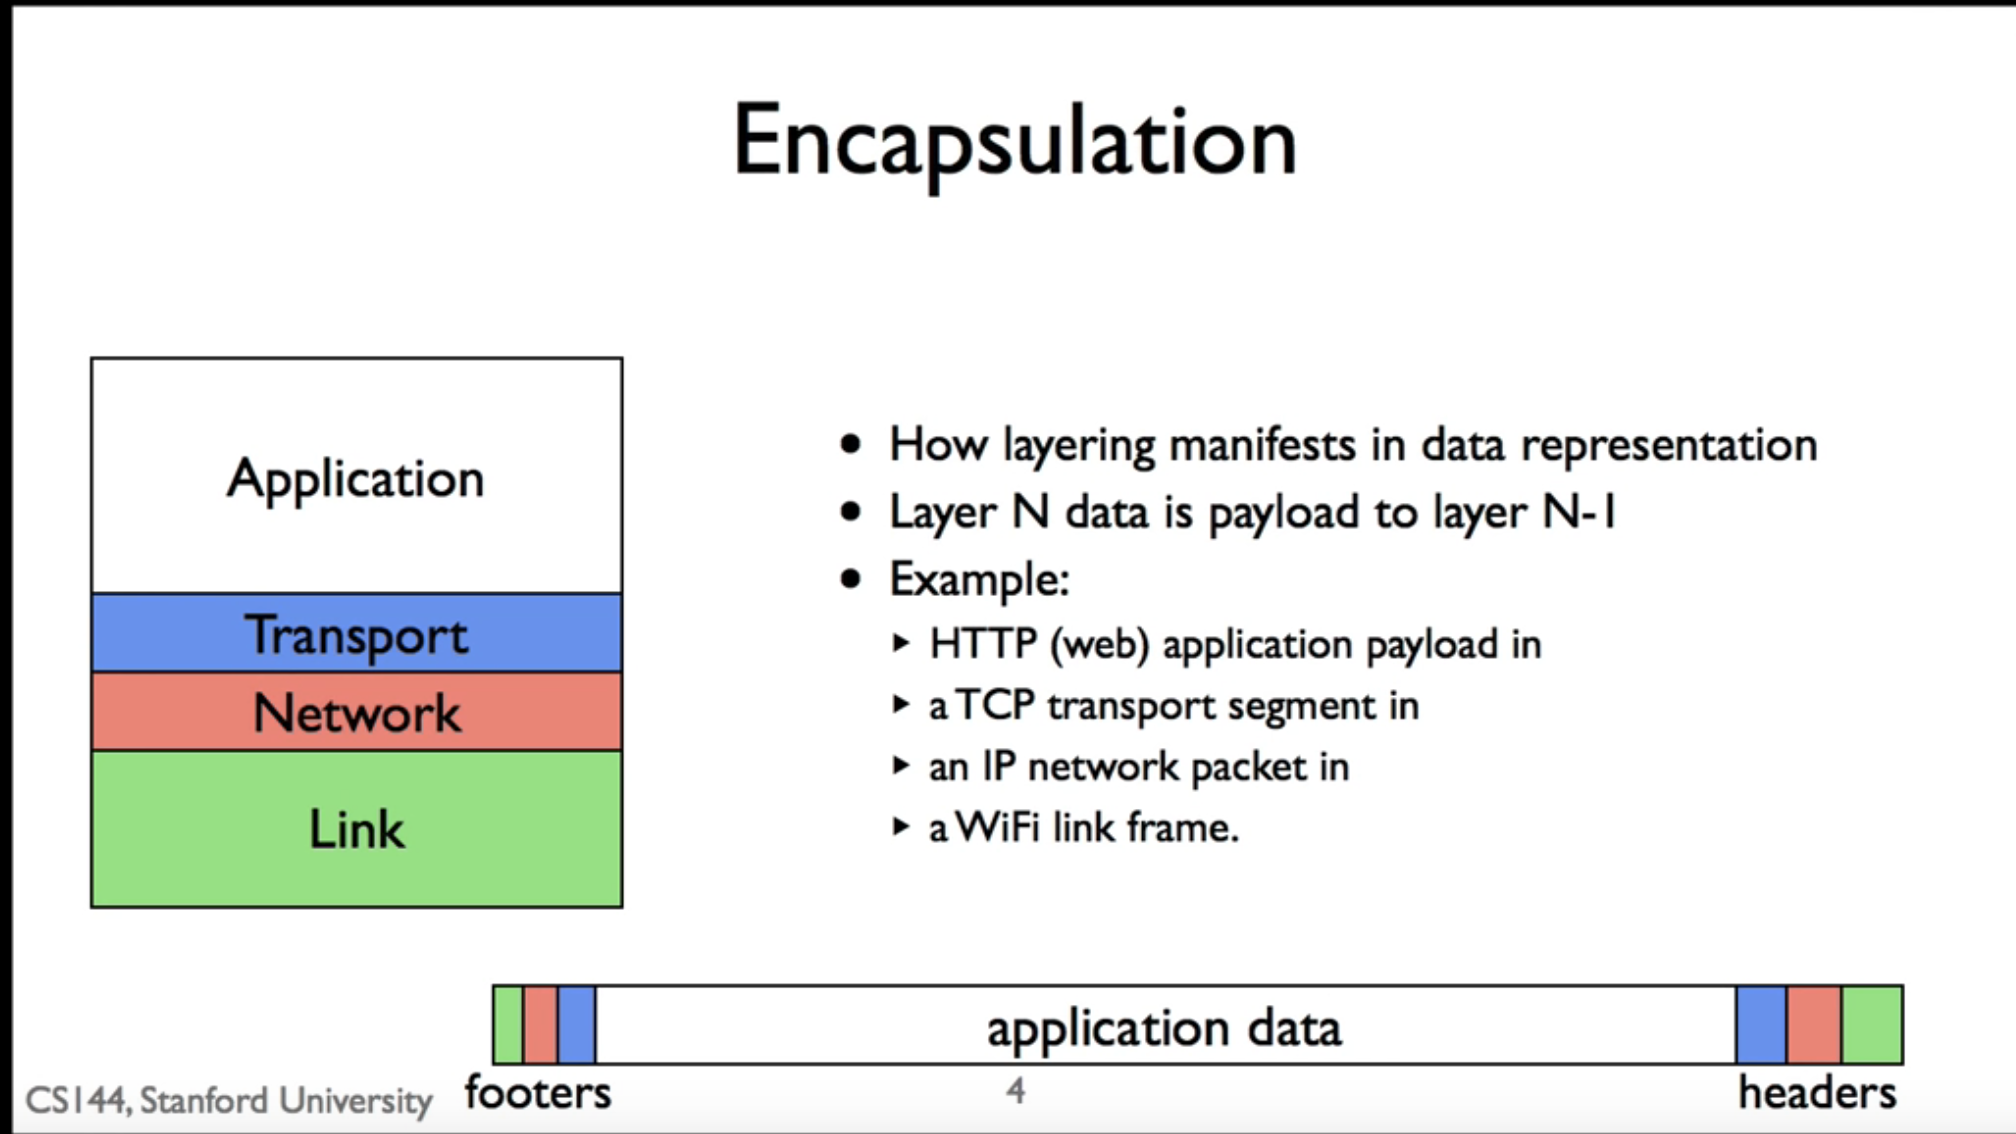 Encapsulation
Application
Transport
Network
Link
• How layering manifests in data representation
• Layer N data is payload to layer N-1
• Example:
▸ HTTP (web) application payload in
▸ a TCP transport segment in
▸ an IP network packet in
▸ a WiFi link frame.
application data
footers
headers
CS144, Stanford University
4